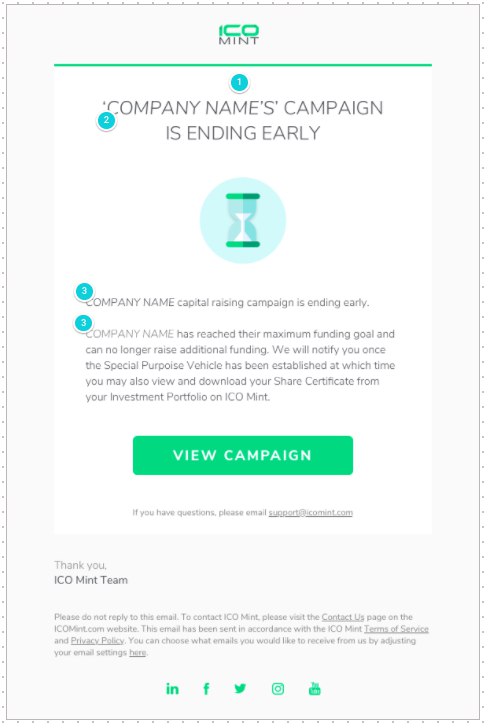 ICO
MINT
1
'COMPANY NAME'S' CAMPAIGN
2
IS ENDING EARLY
3
COMPANY NAME capital raising campaign is ending early.
3
COMPANY NAME has reached their maximum funding goal and
can no longer raise additional funding. We will notify you once
the Special Purpoise Vehicle has been established at which time
you may also view and download your Share Certificate from
your Investment Portfolio on ICO Mint.
VIEW CAMPAIGN
If you have questions, please email support@icomint.com
Thank you,
ICO Mint Team
Please do not reply to this email. To contact ICO Mint, please visit the Contact Us page on the
ICOMint.com website. This email has been sent in accordance with the ICO Mint Terms of Service
and Privacy Policy. You can choose what emails you would like to receive from us by adjusting
your email settings here.
in f You Tube